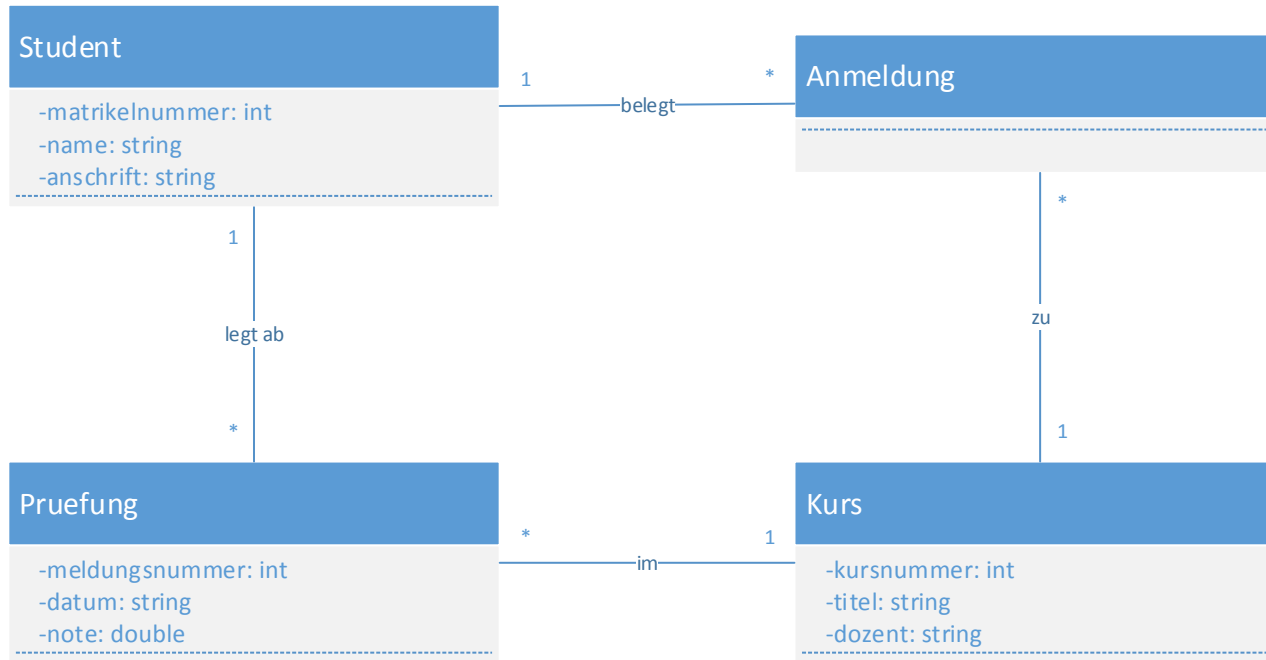 Student
-matrikelnummer: int
-name: string
-anschrift: string
1
belegt
*
Anmeldung
1
legt ab
*
*
zu
1
Pruefung
-meldungsnummer: int
-datum: string
-note: double
*
im
1
Kurs
-kursnummer: int
-titel: string
-dozent: string